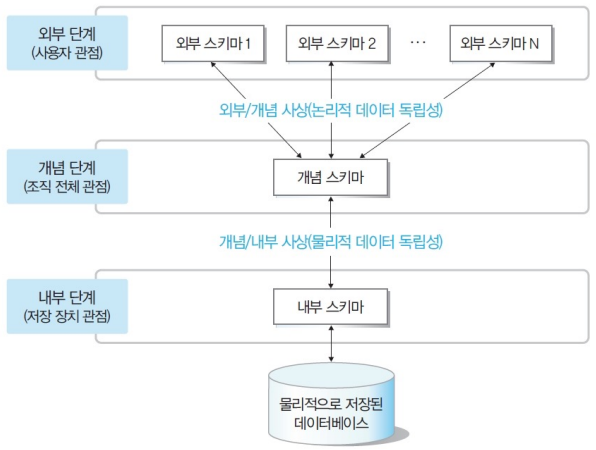 외부 단계
(사용자 관점)
외부 스키마 1
외부 스키마 2
···
외부 스키마 N
외부/개념 사상(논리적 데이터 독립성)
개념 단계
(조직 전체 관점)
개념 스키마
개념/내부 사상(물리적 데이터 독립성)
내부 단계
(저장 장치 관점)
내부 스키마
물리적으로 저장된
데이터베이스